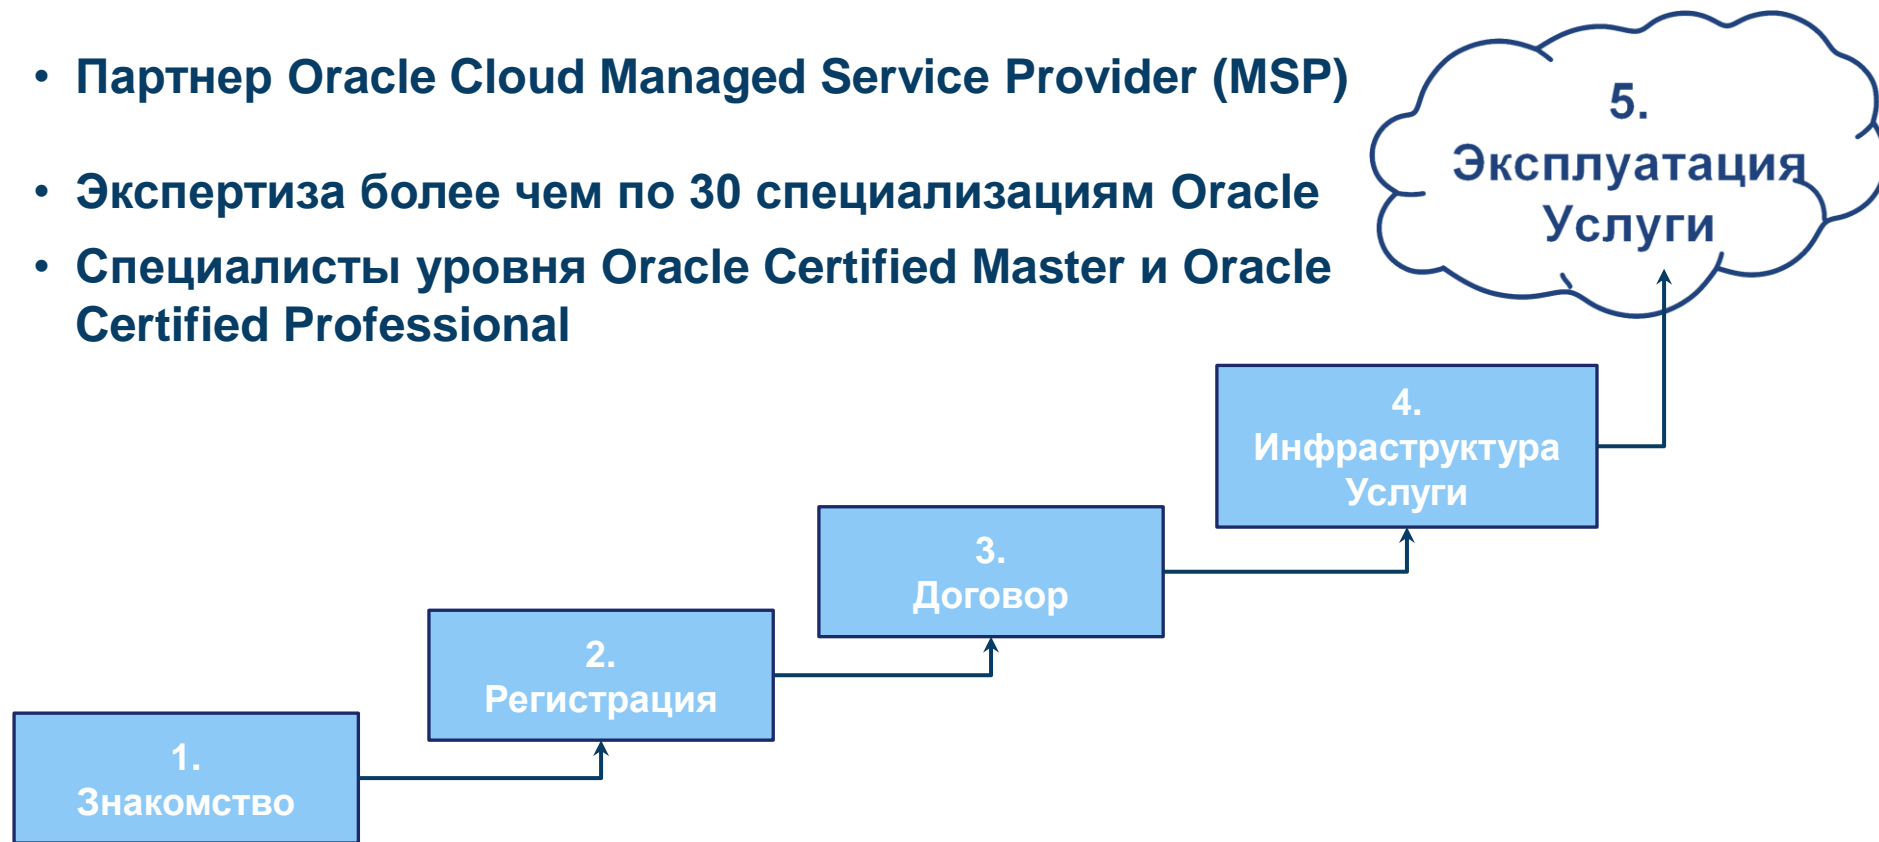 • Партнер Oracle Cloud Managed Service Provider (MSP)
• Экспертиза более чем по 30 специализациям Oracle
• Специалисты уровня Oracle Certified Master и Oracle
Certified Professional
5.
Эксплуатация
Услуги
4.
Инфраструктура
Услуги
3.
Договор
2.
Регистрация
1.
Знакомство